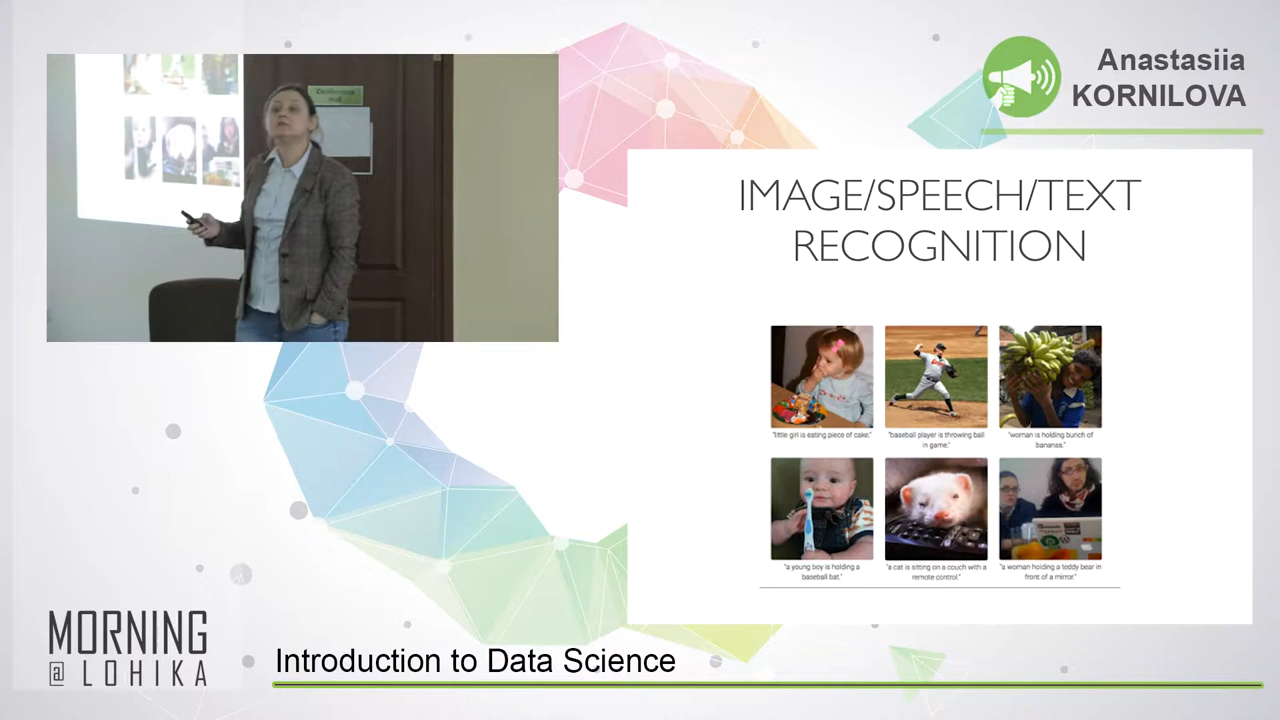 Anastasiia
KORNILOVA
IMAGE/SPEECH/TEXT
RECOGNITION
"little girl is eating piece of cake."
"baseball player is throwing ball
in game."
"woman is holding bunch of
bananas."
"a young boy is holding a
baseball bat."
"a cat is sitting on a couch with a
remote control."
"a woman holding a teddy bear in
front of a mirror."
MORNING
@LOHIKA
Introduction to Data Science